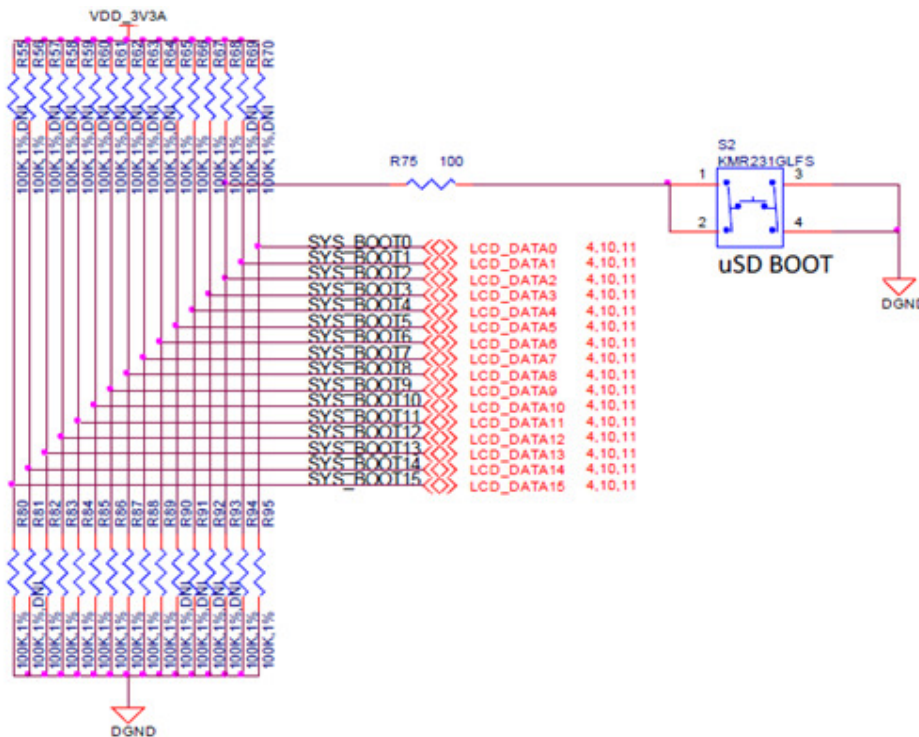 VDD_3V3A
R55
R56
R57
R58
R59
R60
R61
R62
R63
R64
R65
R66
R67
R68
R69
R70
100K,1%,DNI
100K,1%
100K,1%,DNI
100K,1%,DNI
100K,1%,DNI
100K,1%,DNI
100K,1%,DNI
100K,1%,DNI
100K,1%,DNI
100K,1%,DNI
100K,1%
100K,1%
100K,1%
100K,1%
100K,1%,DNI
100K,1%,DNI
R75 100
S2
KMR231GLFS
1 3
2 4
uSD BOOT
DGND
SYS_BOOT0 LCD_DATA0 4,10,11
SYS_BOOT1 LCD_DATA1 4,10,11
SYS_BOOT2 LCD_DATA2 4,10,11
SYS_BOOT3 LCD_DATA3 4,10,11
SYS_BOOT4 LCD_DATA4 4,10,11
SYS_BOOT5 LCD_DATA5 4,10,11
SYS_BOOT6 LCD_DATA6 4,10,11
SYS_BOOT7 LCD_DATA7 4,10,11
SYS_BOOT8 LCD_DATA8 4,10,11
SYS_BOOT9 LCD_DATA9 4,10,11
SYS_BOOT10 LCD_DATA10 4,10,11
SYS_BOOT11 LCD_DATA11 4,10,11
SYS_BOOT12 LCD_DATA12 4,10,11
SYS_BOOT13 LCD_DATA13 4,10,11
SYS_BOOT14 LCD_DATA14 4,10,11
SYS_BOOT15 LCD_DATA15 4,10,11
R80
R81
R82
R83
R84
R85
R86
R87
R88
R89
R90
R91
R92
R93
R94
R95
100K,1%
100K,1%,DNI
100K,1%
100K,1%
100K,1%
100K,1%
100K,1%
100K,1%
100K,1%
100K,1%
100K,1%,DNI
100K,1%,DNI
100K,1%,DNI
100K,1%,DNI
100K,1%
100K,1%
DGND